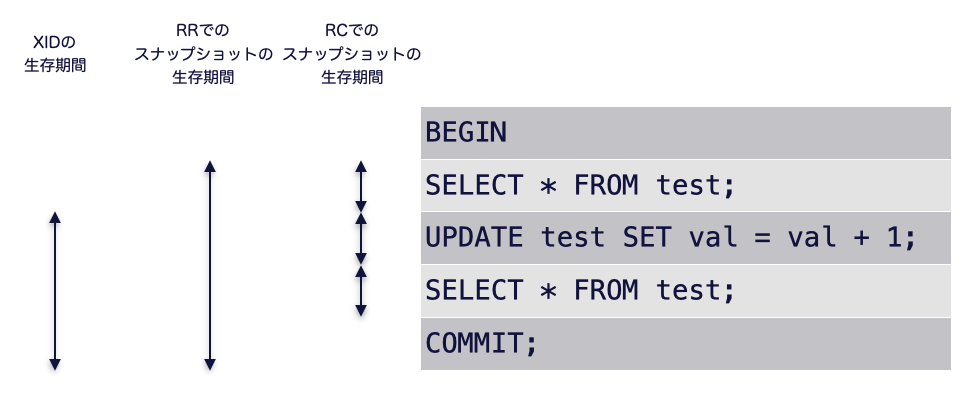 XIDの
生存期間
RRでの
スナップショットの
生存期間
RCでの
スナップショットの
生存期間
BEGIN
SELECT * FROM test;
UPDATE test SET val = val + 1;
SELECT * FROM test;
COMMIT;